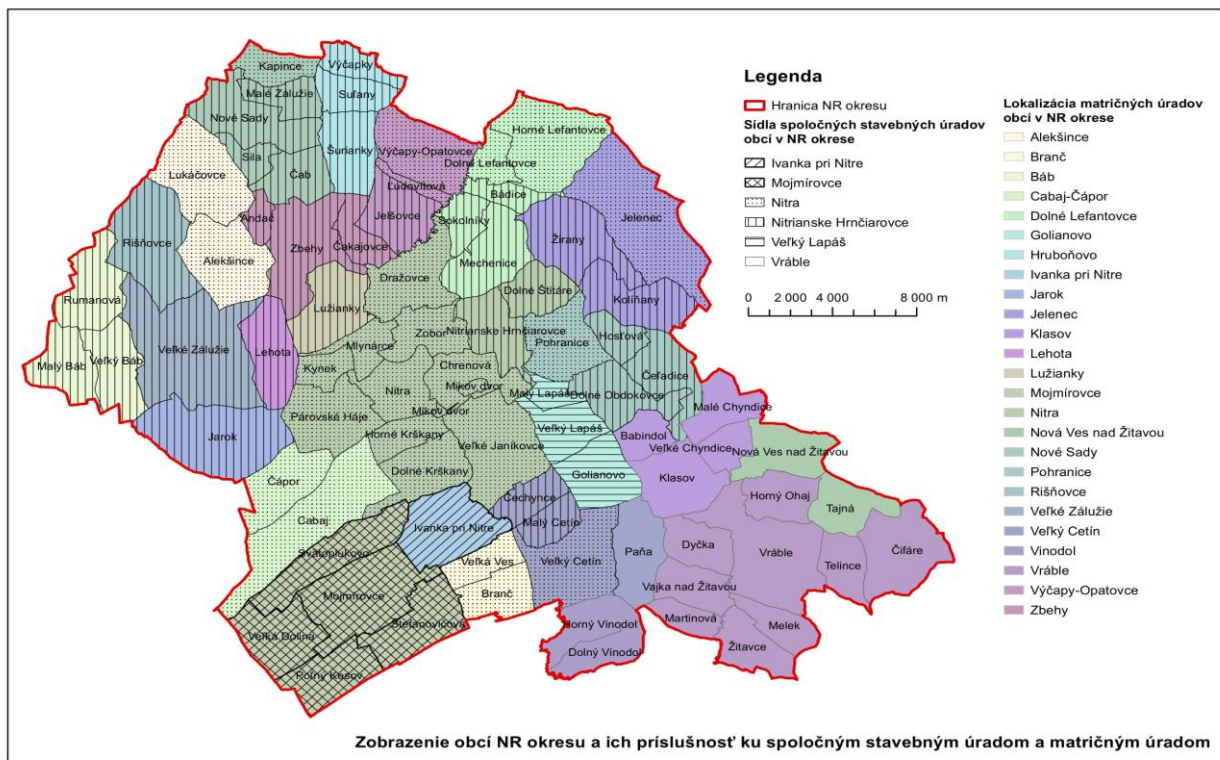 Kapince
Výčapky
Malé Zálužie
Suľany
Nové Sady
Horné Lefantovce
Šurianky
Výčapy-Opatovce
Sila
Dolné Lefantovce
Lukáčovce
Čab
Ľudovítová
Bádice
Andač
Jelšovce
Sokolníky
Jelenec
Rišňovce
Zbehy
Čakajovce
Žirany
Alekšince
Mechenice
Dražovce
Dolné Štitáre
Kolíňany
Rumanová
Lužianky
Zobor
Nitrianske Hrnčiarovce
Hosťová
Veľké Zálužie
Lehota
Mlynárce
Pohranice
Malý Báb
Veľký Báb
Kynek
Chrenová
Čeľadice
Nitra
Mikov dvor
Malý Lapáš
Dolné Obdokovce
Malé Chyndice
Párovské Háje
Mikov dvor
Veľký Lapáš
Jarok
Horné Krškany
Veľké Janíkovce
Babindol
Veľké Chyndice
Nová Ves nad Žitavou
Dolné Krškany
Golianovo
Klasov
Čápor
Čechynce
Horný Ohaj
Cabaj
Malý Cetín
Tajná
Ivanka pri Nitre
Svätoplukovo
Paňa
Dyčka
Vráble
Čifáre
Veľká Ves
Veľký Cetín
Telince
Mojmírovce
Branč
Vajka nad Žitavou
Štefanovičová
Horný Vinodol
Martinová
Melek
Veľká Dolina
Dolný Vinodol
Žitavce
Poľný Kesov
Legenda
Hranica NR okresu
Sídla spoločných stavebných úradov
obcí v NR okrese
Ivanka pri Nitre
Mojmírovce
Nitra
Nitrianske Hrnčiarovce
Veľký Lapáš
Vráble
0 2 000 4 000 8 000 m
Lokalizácia matričných úradov
obcí v NR okrese
Alekšince
Branč
Báb
Cabaj-Čápor
Dolné Lefantovce
Golianovo
Hruboňovo
Ivanka pri Nitre
Jarok
Jelenec
Klasov
Lehota
Lužianky
Mojmírovce
Nitra
Nová Ves nad Žitavou
Nové Sady
Pohranice
Rišňovce
Veľké Zálužie
Veľký Cetín
Vinodol
Vráble
Výčapy-Opatovce
Zbehy
Zobrazenie obcí NR okresu a ich príslušnosť ku spoločným stavebným úradom a matričným úradom